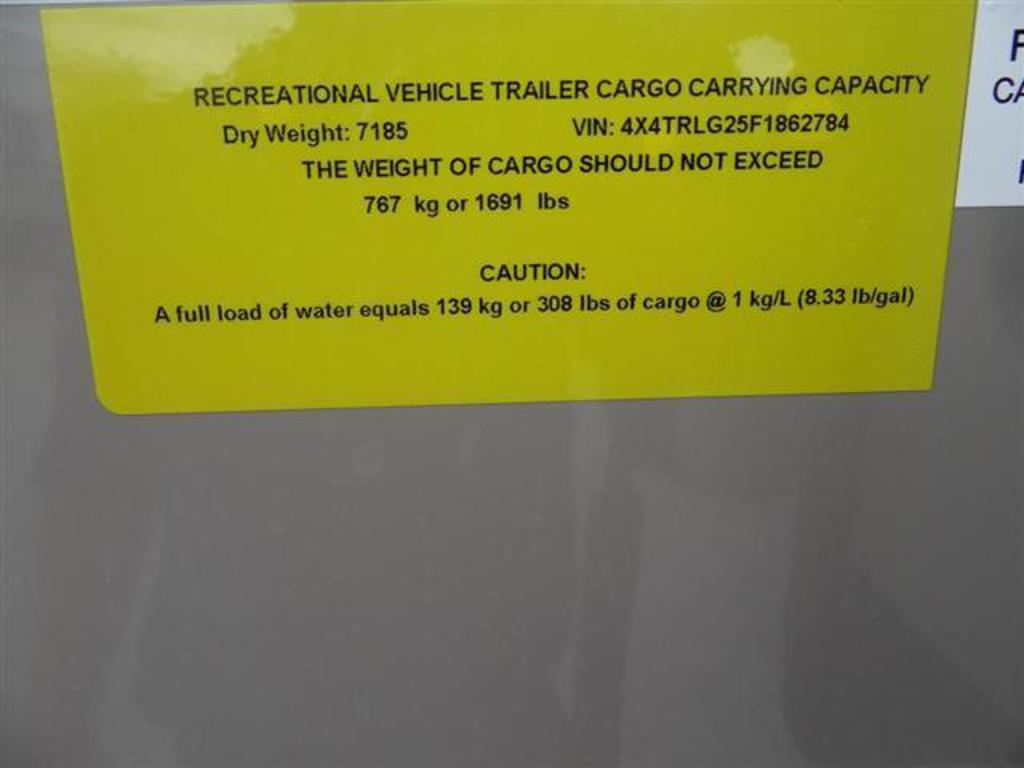 RECREATIONAL VEHICLE TRAILER CARGO CARRYING CAPACITY
Dry Weight: 7185 VIN: 4X4TRLG25F1862784
THE WEIGHT OF CARGO SHOULD NOT EXCEED
767 kg or 1691 lbs
CAUTION:
A full load of water equals 139 kg or 308 lbs of cargo @ 1 kg/L (8.33 lb/gal)
CA